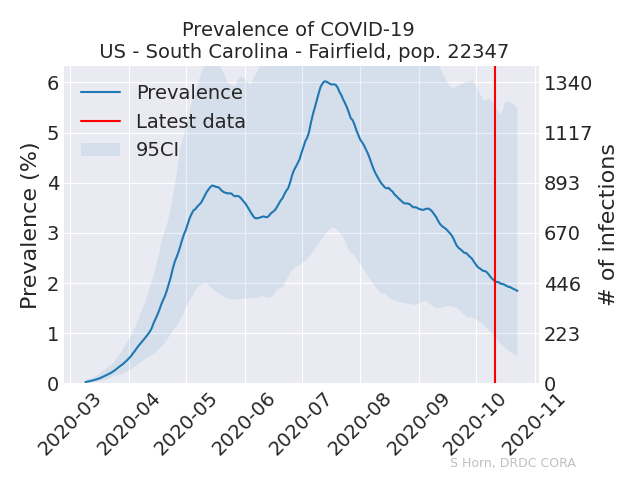 Prevalence of COVID-19
US - South Carolina - Fairfield, pop. 22347
Prevalence
Latest data
95CI
Prevalence (%)
6
5
4
3
2
1
0
1340
1117
893
670
446
223
0
# of infections
2020-03
2020-04
2020-05
2020-06
2020-07
2020-08
2020-09
2020-10
2020-11
S Horn, DRDC CORA